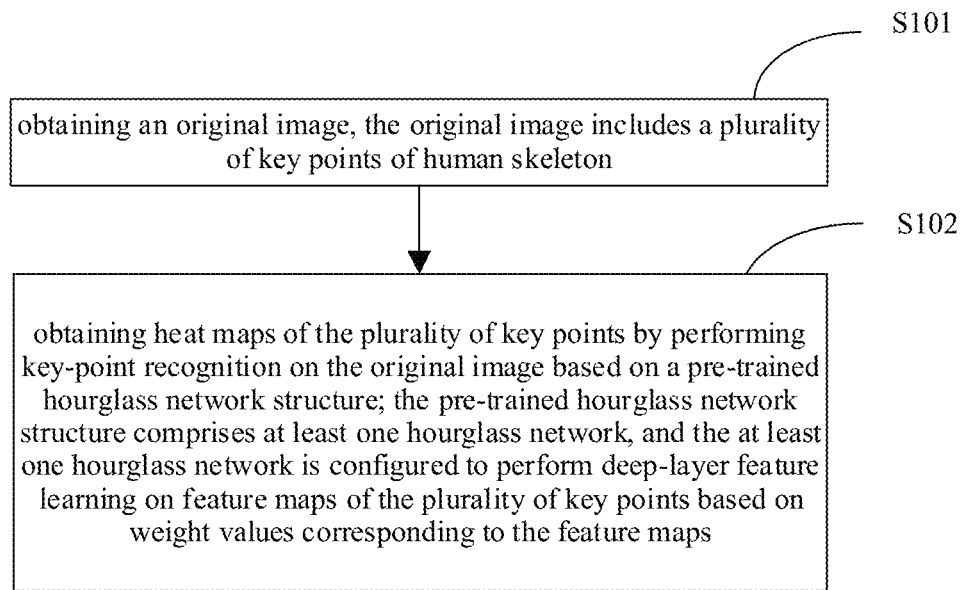 S101
obtaining an original image, the original image includes a plurality
of key points of human skeleton
S102
obtaining heat maps of the plurality of key points by performing
key-point recognition on the original image based on a pre-trained
hourglass network structure; the pre-trained hourglass network
structure comprises at least one hourglass network, and the at least
one hourglass network is configured to perform deep-layer feature
learning on feature maps of the plurality of key points based on
weight values corresponding to the feature maps